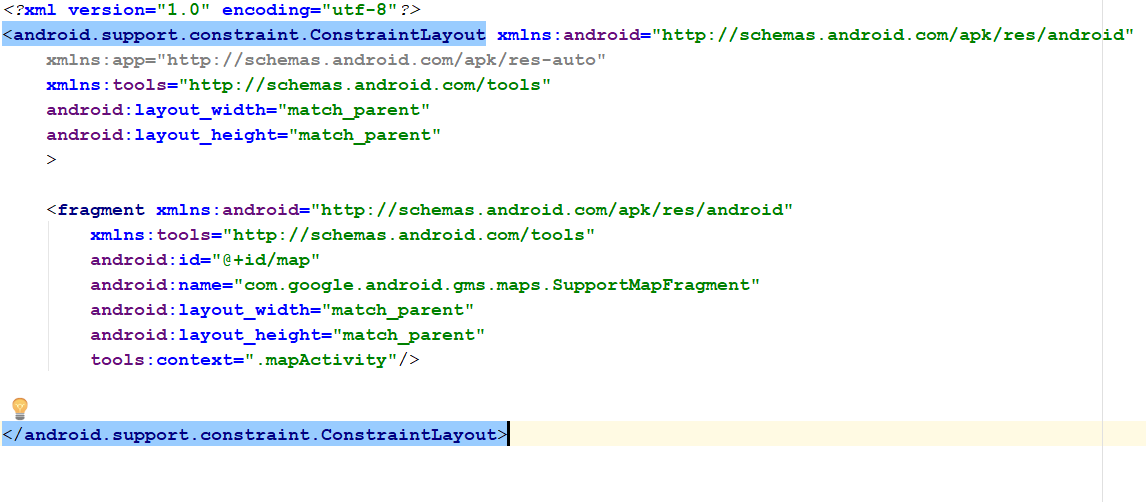 <?xml version="1.0" encoding="utf-8"?>
<android.support.constraint.ConstraintLayout xmlns:android="http://schemas.android.com/apk/res/android"
    xmlns:app="http://schemas.android.com/apk/res-auto"
    xmlns:tools="http://schemas.android.com/tools"
    android:layout_width="match_parent"
    android:layout_height="match_parent"
    >
    <fragment xmlns:android="http://schemas.android.com/apk/res/android"
        xmlns:tools="http://schemas.android.com/tools"
        android:id="@+id/map"
        android:name="com.google.android.gms.maps.SupportMapFragment"
        android:layout_width="match_parent"
        android:layout_height="match_parent"
        tools:context=".mapActivity"/>
</android.support.constraint.ConstraintLayout>